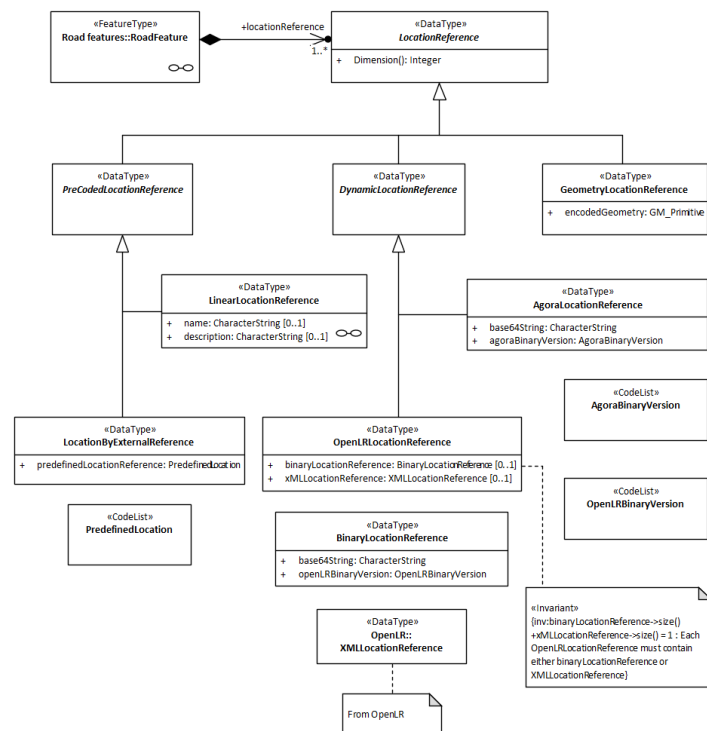 «FeatureType»
Road features::RoadFeature
+locationReference
1..*
«DataType»
LocationReference
+ Dimension(): Integer
«DataType»
PreCodedLocationReference
«DataType»
DynamicLocationReference
«DataType»
GeometryLocationReference
+ encodedGeometry: GM_Primitive
«DataType»
LinearLocationReference
+ name: CharacterString [0..1]
+ description: CharacterString [0..1]
«DataType»
AgoraLocationReference
+ base64String: CharacterString
+ agoraBinaryVersion: AgoraBinaryVersion
«CodeList»
AgoraBinaryVersion
«DataType»
LocationByExternalReference
+ predefinedLocationReference: PredefinedLocation
«DataType»
OpenLRLocationReference
+ binaryLocationReference: BinaryLocationReference [0..1]
+ xMLLocationReference: XMLLocationReference [0..1]
«CodeList»
OpenLRBinaryVersion
«CodeList»
PredefinedLocation
«DataType»
BinaryLocationReference
+ base64String: CharacterString
+ openLRBinaryVersion: OpenLRBinaryVersion
«Invariant»
{inv:binaryLocationReference->size()
+xMLLocationReference->size() = 1 : Each
OpenLRLocationReference must contain
either binaryLocationReference or
XMLLocationReference}
«DataType»
OpenLR::
XMLLocationReference
From OpenLR